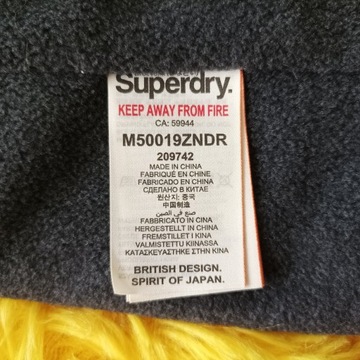 Superdry.
KEEP AWAY FROM FIRE
CA: 59944
M50019ZNDR
209742
MADE IN CHINA
FABRIQUÉ EN CHINE
FABRICADO EN CHINA
СДЕЛАНО В КИТАЕ
원산지: 중국
中国制造
صنع في الصين
FABBRICATO IN CINA
HERGESTELLT IN CHINA
FREMSTILLET I KINA
VALMISTETTU KIINASSA
ΚΑΤΑΣΚΕΥΑΣΤΗΚΕ ΣΤΗΝ ΚΙΝΑ
BRITISH DESIGN.
SPIRIT OF JAPAN.